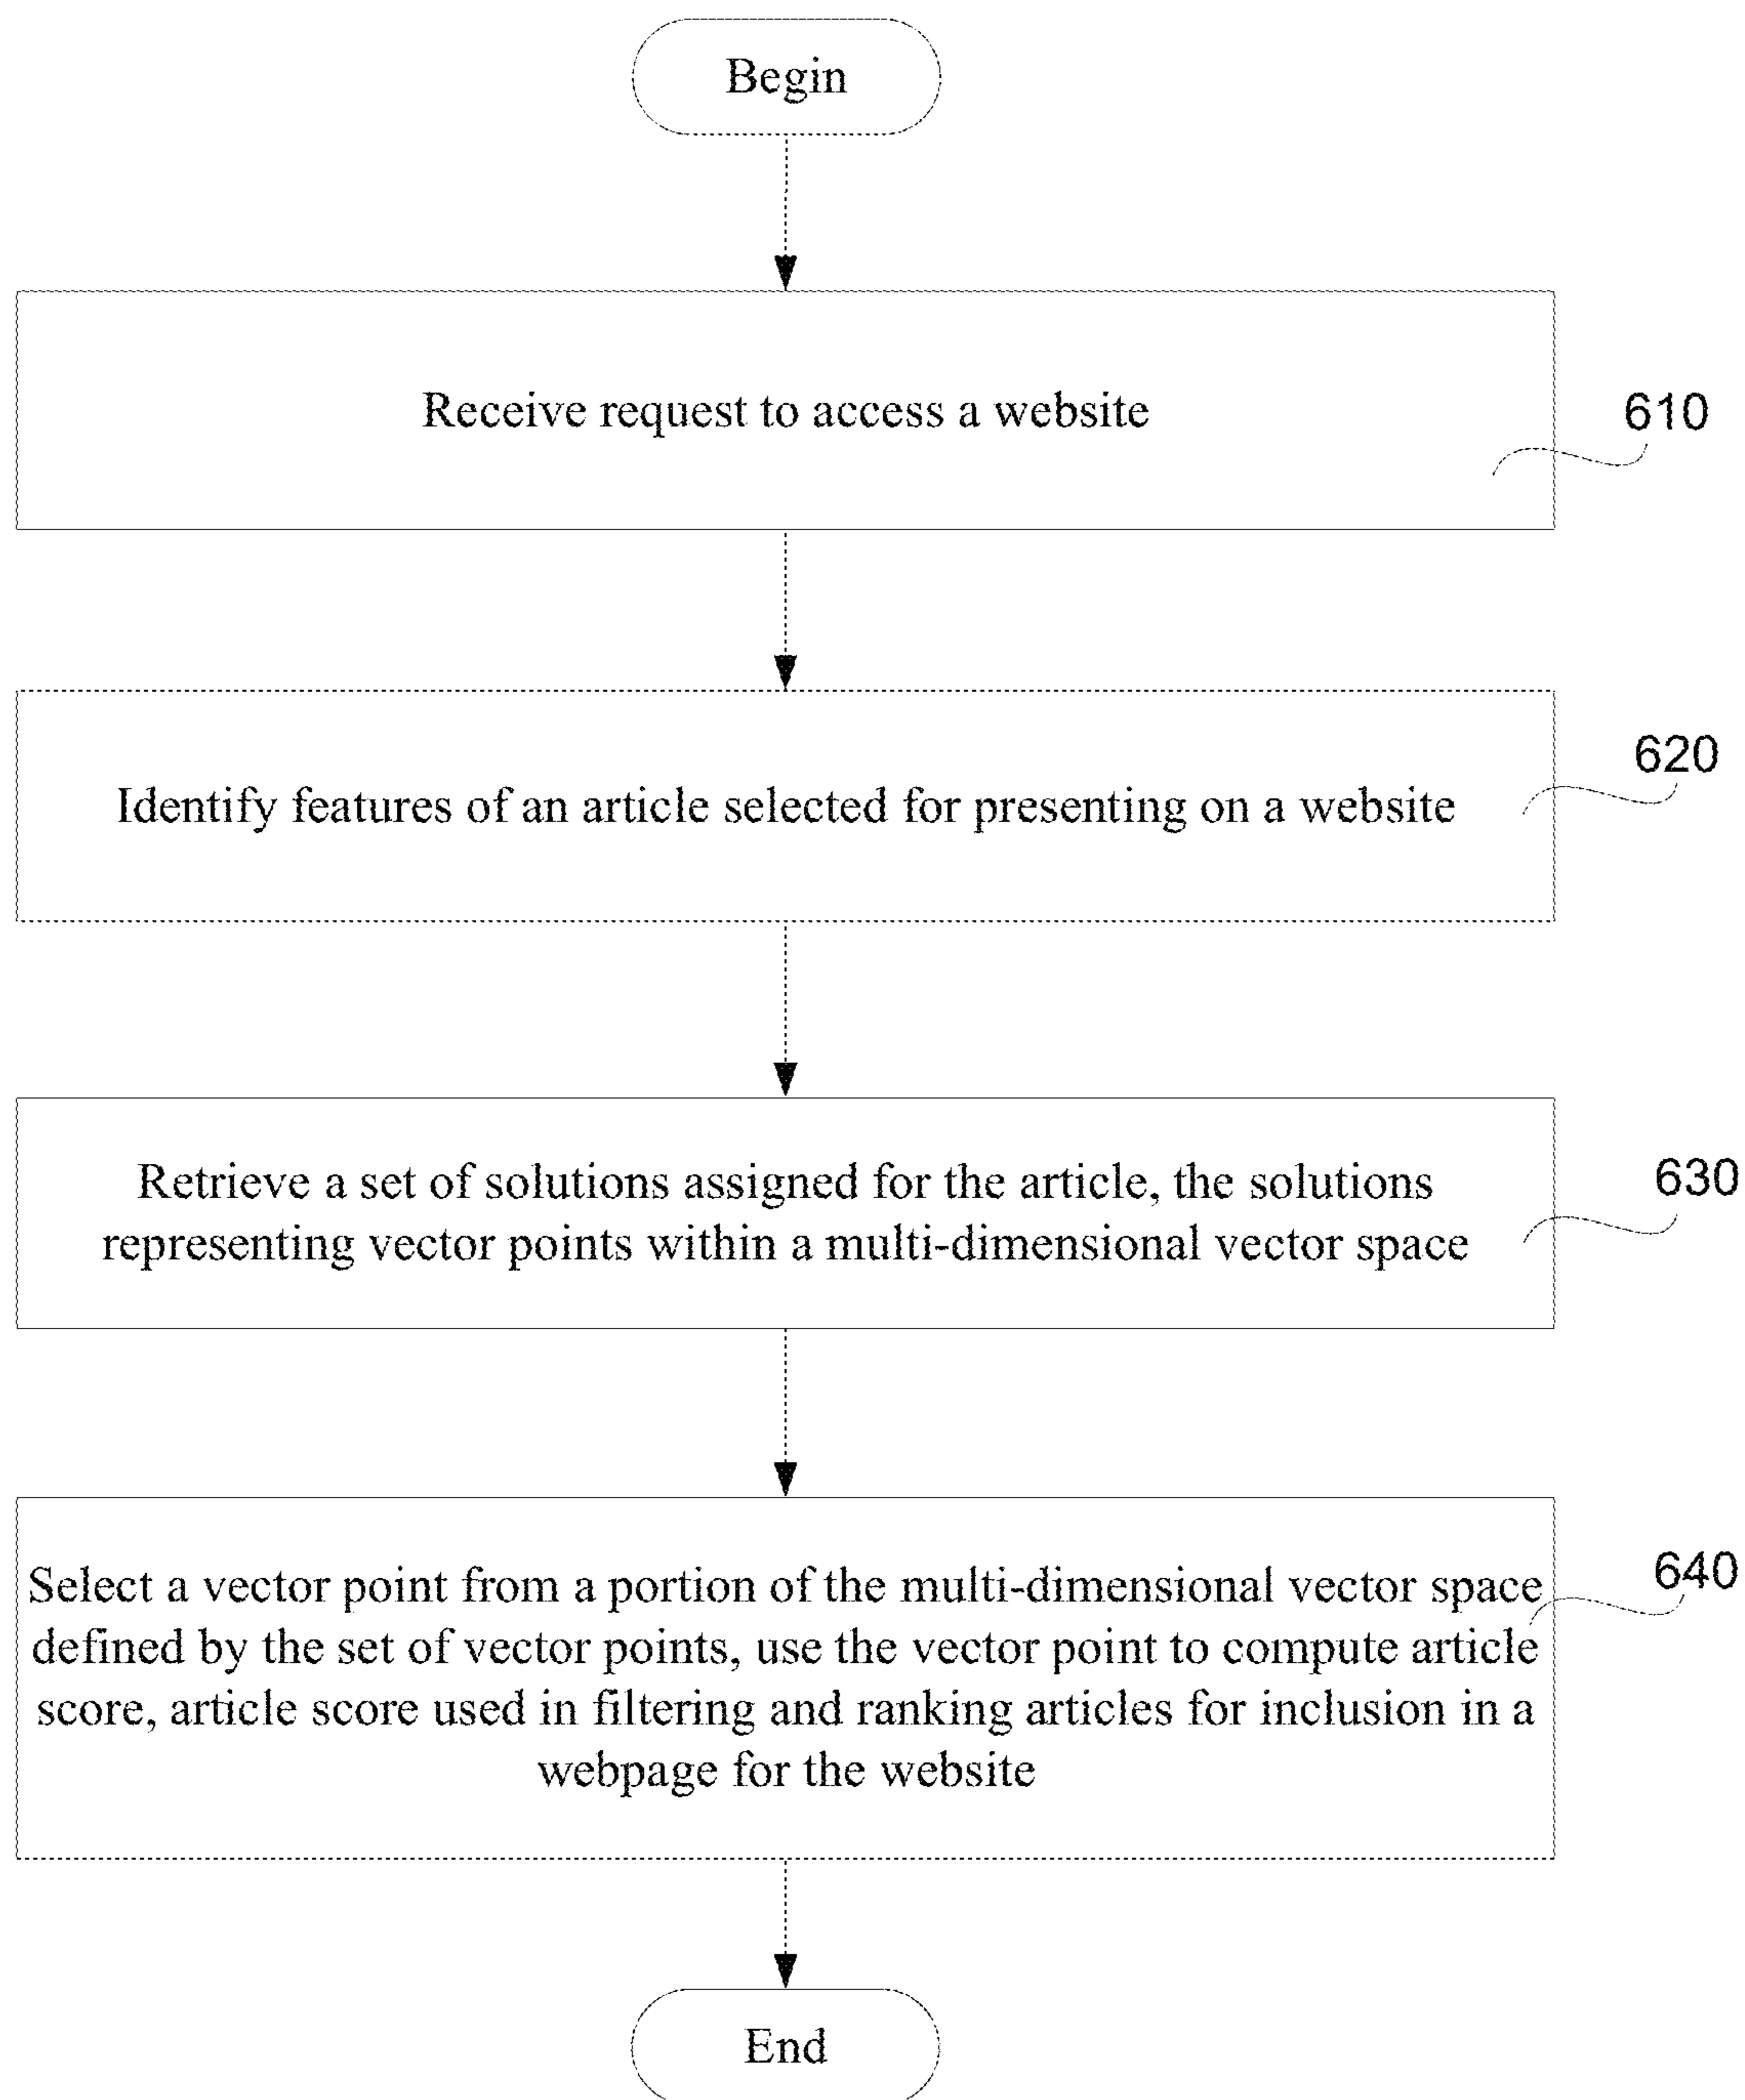 Begin
Receive request to access a website
610
Identify features of an article selected for presenting on a website
620
Retrieve a set of solutions assigned for the article, the solutions
representing vector points within a multi-dimensional vector space
630
Select a vector point from a portion of the multi-dimensional vector space
defined by the set of vector points, use the vector point to compute article
score, article score used in filtering and ranking articles for inclusion in a
webpage for the website
640
End